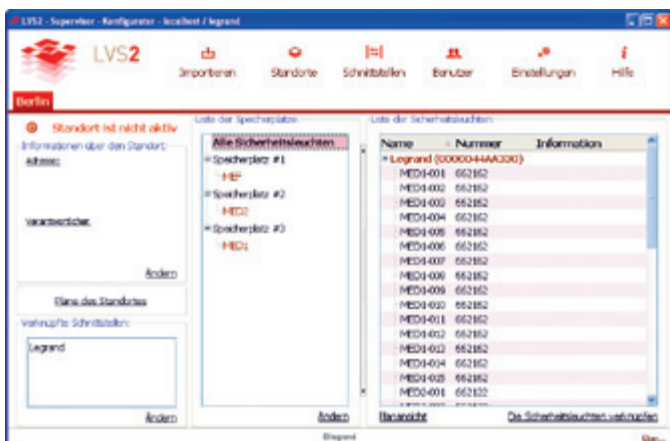 LVS2 - Supervisor - Konfigurator - localhost / legrand
LVS2
Importieren
Standorte
Schnittstellen
Benutzer
Einstellungen
Hilfe
Berlin
Standort ist nicht aktiv
Informationen über den Standort:
Adresse:
Verantwortlicher:
Ändern
Pläne des Standortes
Verknüpfte Schnittstellen:
Legrand
Ändern
Liste der Speicherplätze:
Alle Sicherheitsleuchten
Speicherplatz #1
MEF
Speicherplatz #2
MED2
Speicherplatz #3
MED1
Ändern
Liste der Sicherheitsleuchten:
Name Nummer Information
Legrand
MED1-001 662162
MED1-002 662162
MED1-003 662162
MED1-004 662162
MED1-005 662162
MED1-006 662162
MED1-007 662162
MED1-008 662162
MED1-009 662162
MED1-010 662162
MED1-011 662162
MED1-012 662162
MED1-013 662162
MED1-014 662162
MED1-015 662162
MED2-001 662122
Planansicht
Die Sicherheitsleuchten verknüpfen